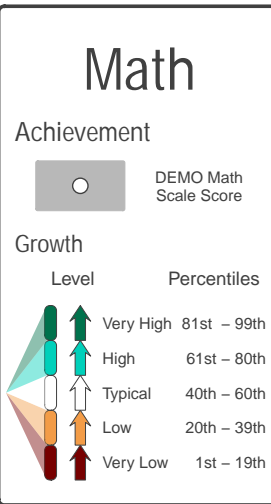 Math
Achievement
DEMO Math
Scale Score
Growth
Level Percentiles
Very High 81st – 99th
High 61st – 80th
Typical 40th – 60th
Low 20th – 39th
Very Low 1st – 19th